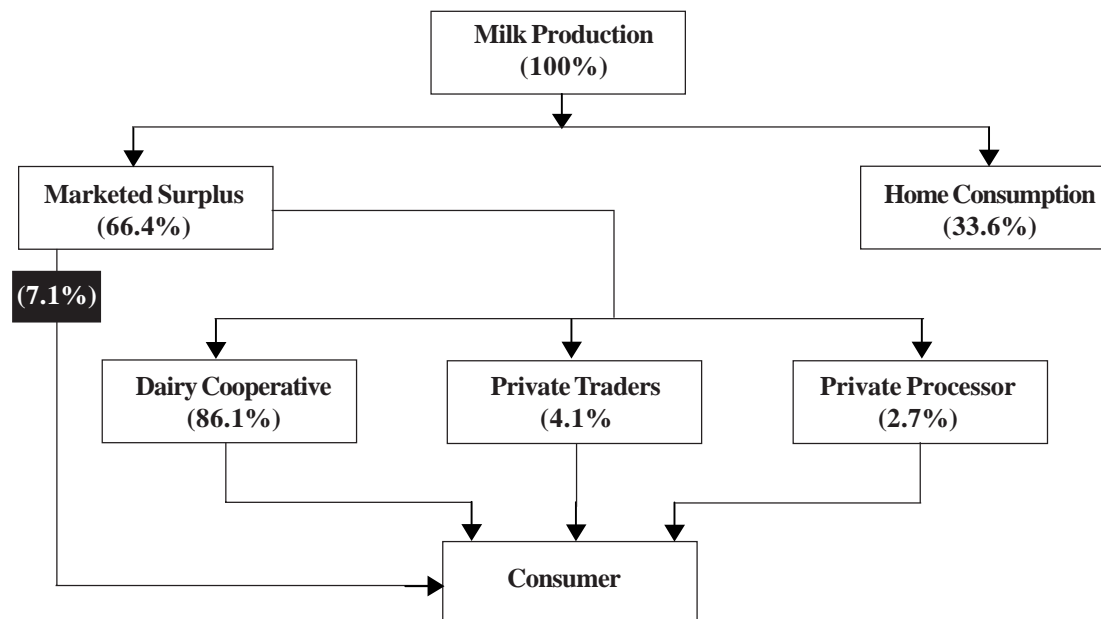 Milk Production
(100%)
Marketed Surplus
(66.4%)
Home Consumption
(33.6%)
(7.1%)
Dairy Cooperative
(86.1%)
Private Traders
(4.1%
Private Processor
(2.7%)
Consumer